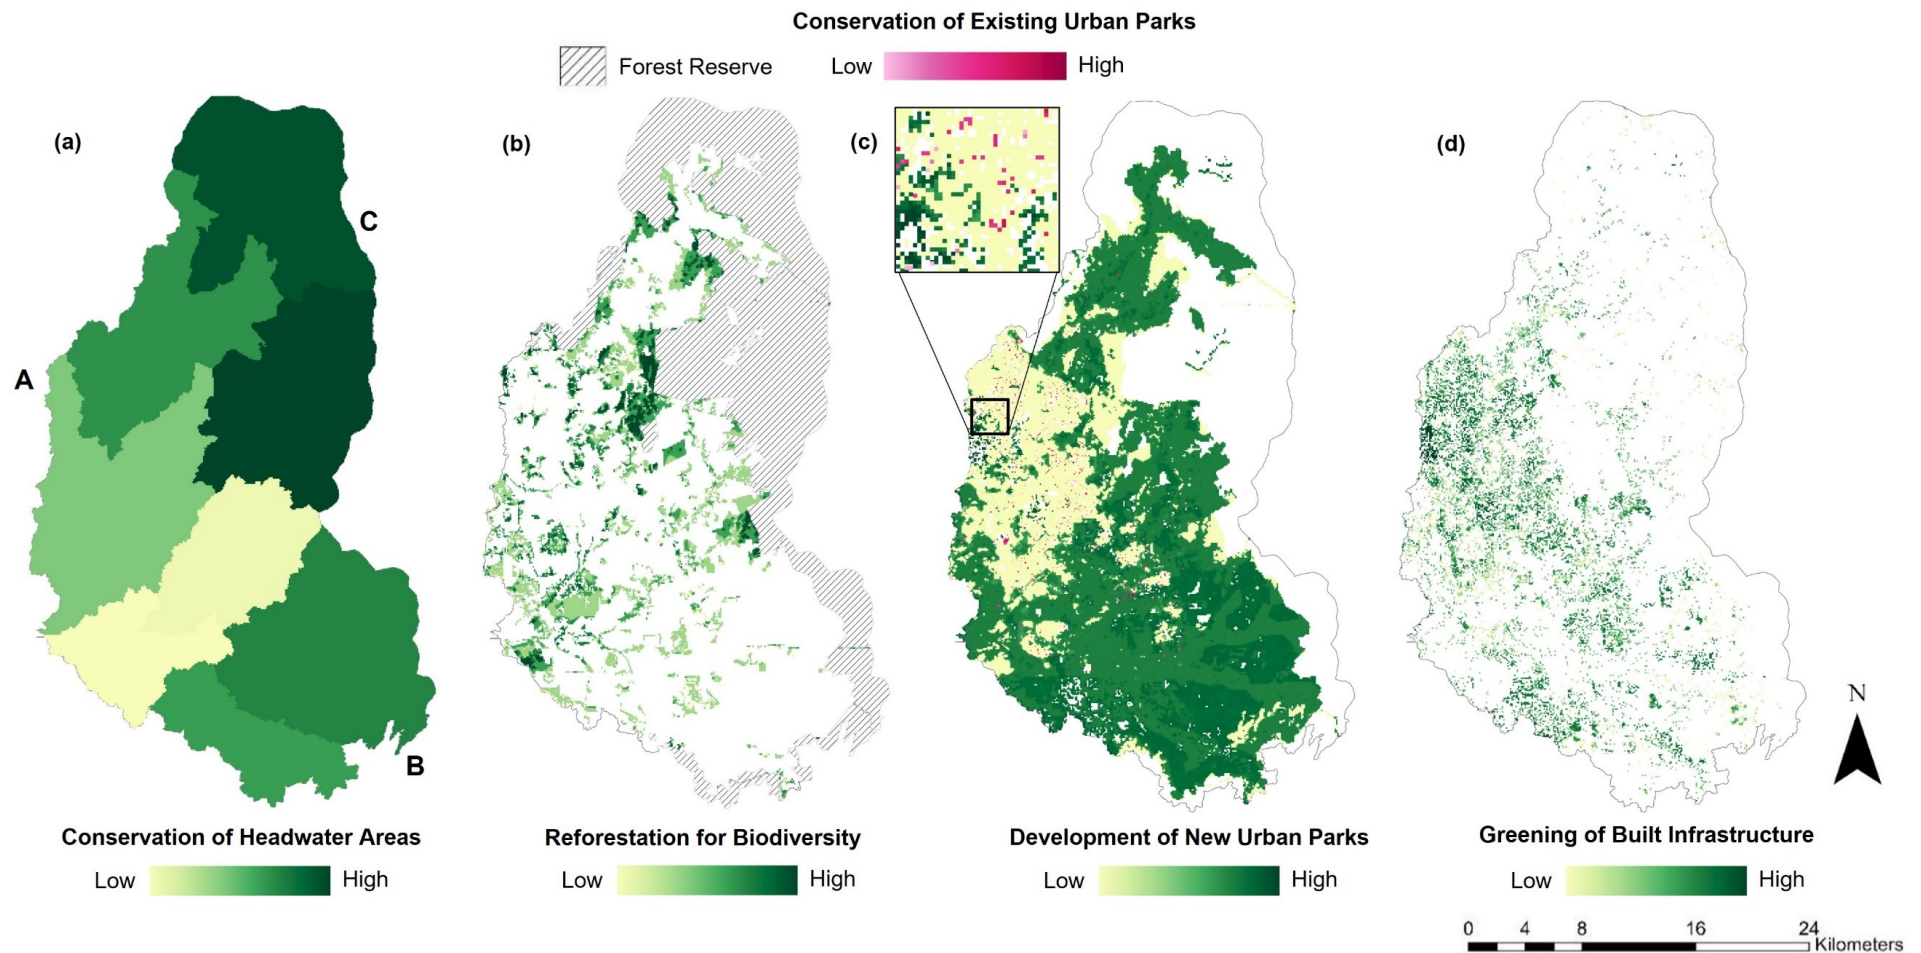 Conservation of Existing Urban Parks
Forest Reserve
Low High
(a)
(b)
(c)
(d)
C
A
B
N
Conservation of Headwater Areas
Low High
Reforestation for Biodiversity
Low High
Development of New Urban Parks
Low High
Greening of Built Infrastructure
Low High
0 4 8 16 24
Kilometers